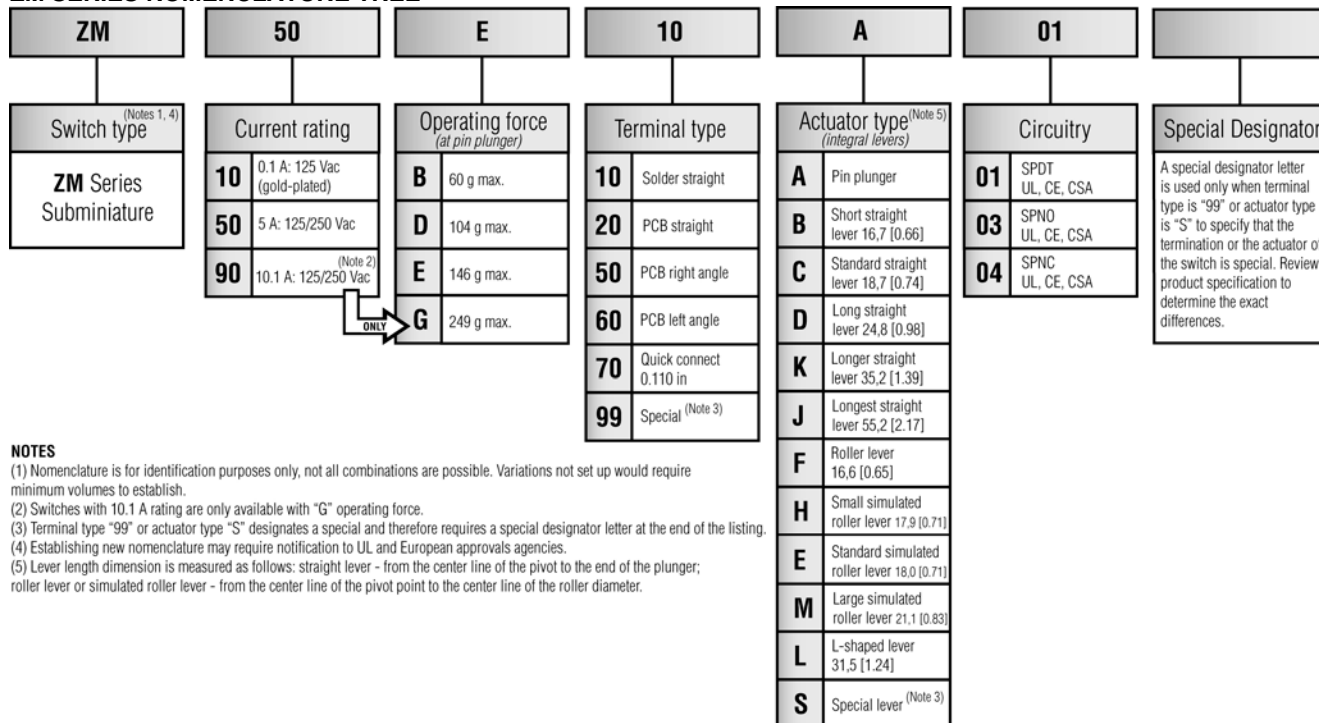 ZM
50
E
10
A
01
Switch type (Notes 1, 4)
ZM Series
Subminiature
Current rating
10
0.1 A: 125 Vac
(gold-plated)
50
5 A: 125/250 Vac
90
(Note 2)
10.1 A: 125/250 Vac
ONLY
Operating force
(at pin plunger)
B
60 g max.
D
104 g max.
E
146 g max.
G
249 g max.
Terminal type
10
Solder straight
20
PCB straight
50
PCB right angle
60
PCB left angle
70
Quick connect
0.110 in
99
Special (Note 3)
Actuator type (Note 5)
(integral levers)
A
Pin plunger
B
Short straight
lever 16,7 [0.66]
C
Standard straight
lever 18,7 [0.74]
D
Long straight
lever 24,8 [0.98]
K
Longer straight
lever 35,2 [1.39]
J
Longest straight
lever 55,2 [2.17]
F
Roller lever
16,6 [0.65]
H
Small simulated
roller lever 17,9 [0.71]
E
Standard simulated
roller lever 18,0 [0.71]
M
Large simulated
roller lever 21,1 [0.83]
L
L-shaped lever
31,5 [1.24]
S
Special lever (Note 3)
Circuitry
01
SPDT
UL, CE, CSA
03
SPNO
UL, CE, CSA
04
SPNC
UL, CE, CSA
Special Designator
A special designator letter
is used only when terminal
type is "99" or actuator type
is "S" to specify that the
termination or the actuator of
the switch is special. Review
product specification to
determine the exact
differences.
NOTES
(1) Nomenclature is for identification purposes only, not all combinations are possible. Variations not set up would require
minimum volumes to establish.
(2) Switches with 10.1 A rating are only available with "G" operating force.
(3) Terminal type "99" or actuator type "S" designates a special and therefore requires a special designator letter at the end of the listing.
(4) Establishing new nomenclature may require notification to UL and European approvals agencies.
(5) Lever length dimension is measured as follows: straight lever - from the center line of the pivot to the end of the plunger;
roller lever or simulated roller lever - from the center line of the pivot point to the center line of the roller diameter.